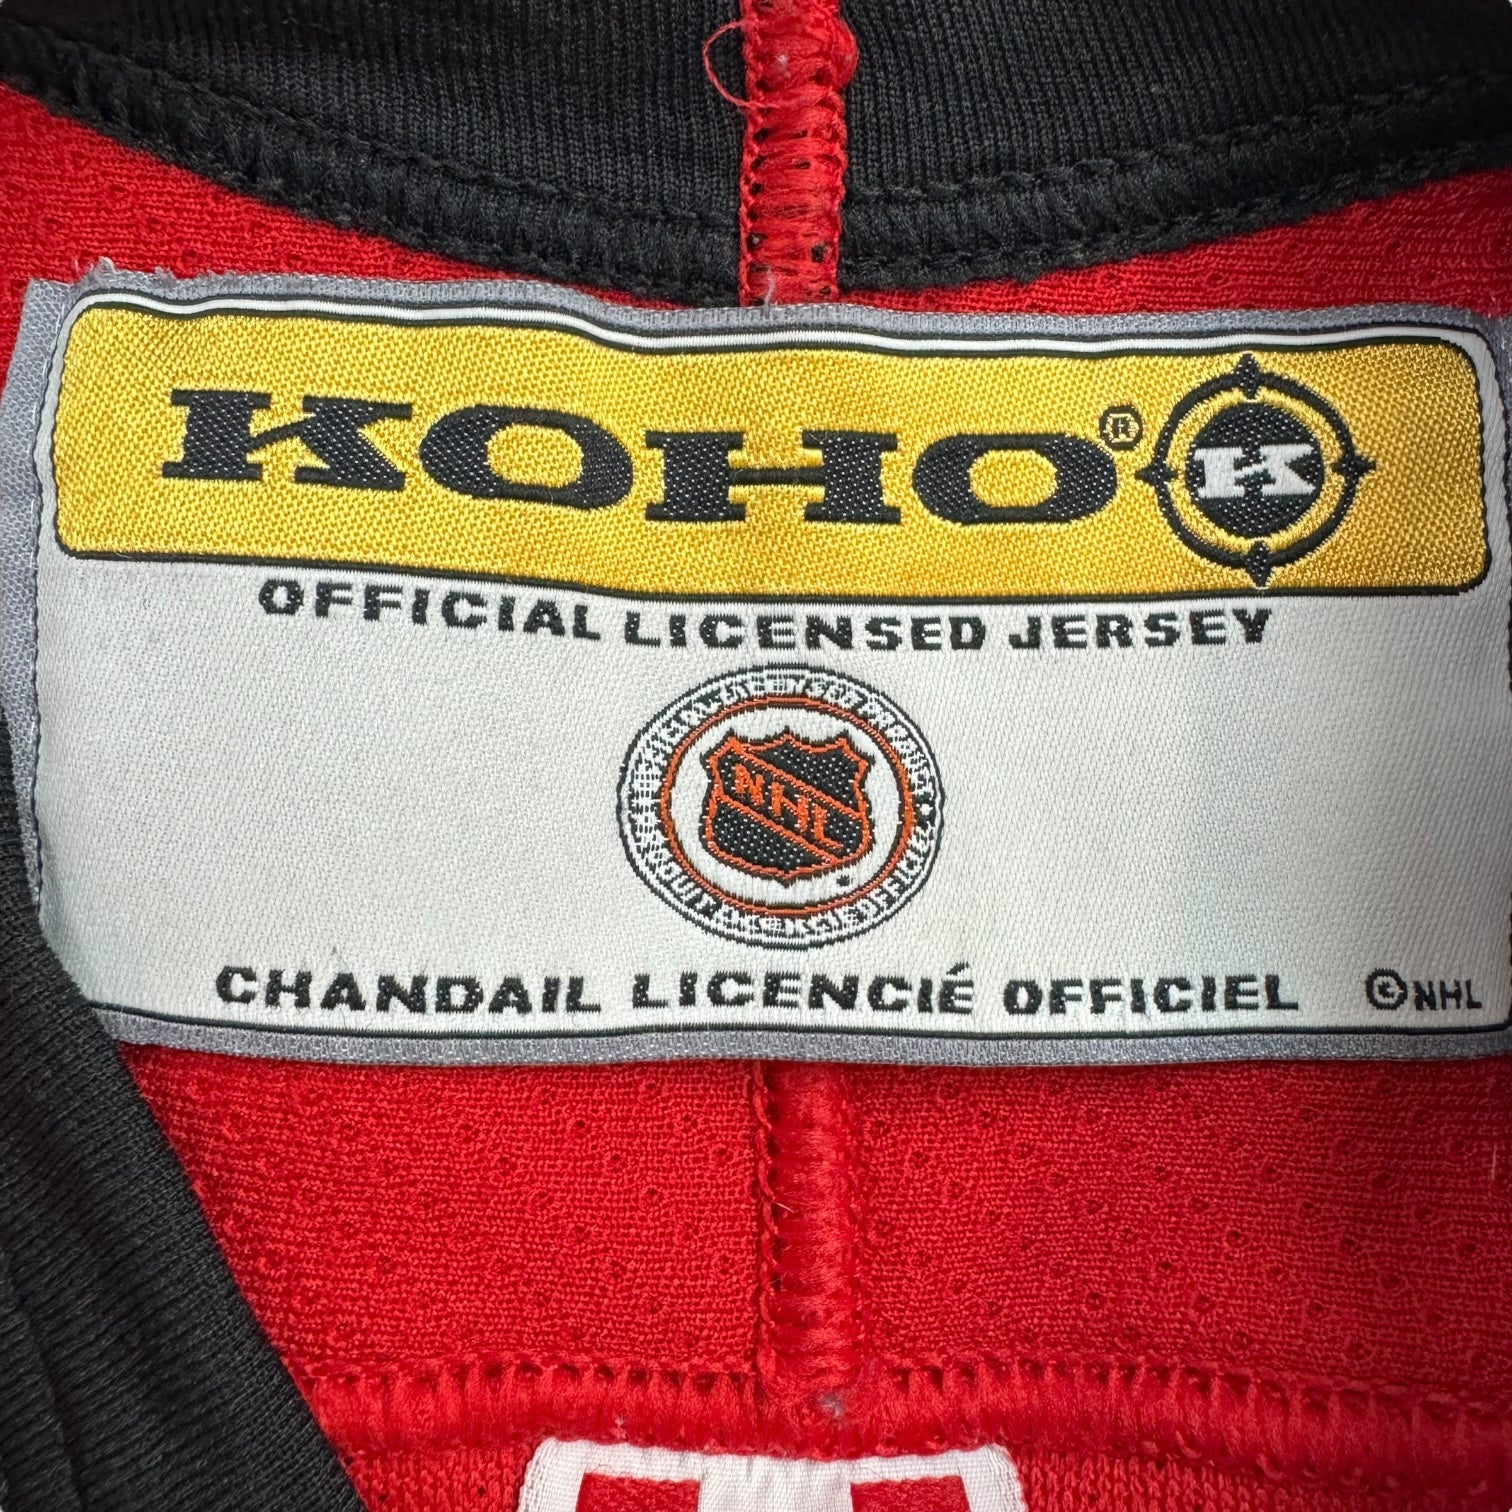 KOHO® K
OFFICIAL LICENSED JERSEY
NHL
CHANDAIL LICENCIÉ OFFICIEL ©NHL